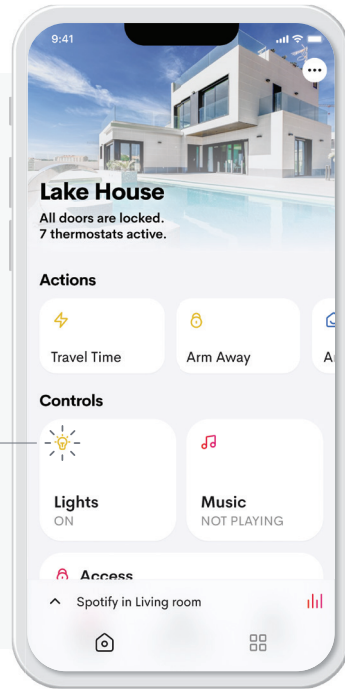 9:41
Lake House
All doors are locked.
7 thermostats active.
Actions
Travel Time
Arm Away
Controls
Lights
ON
Music
NOT PLAYING
Access
Spotify in Living room